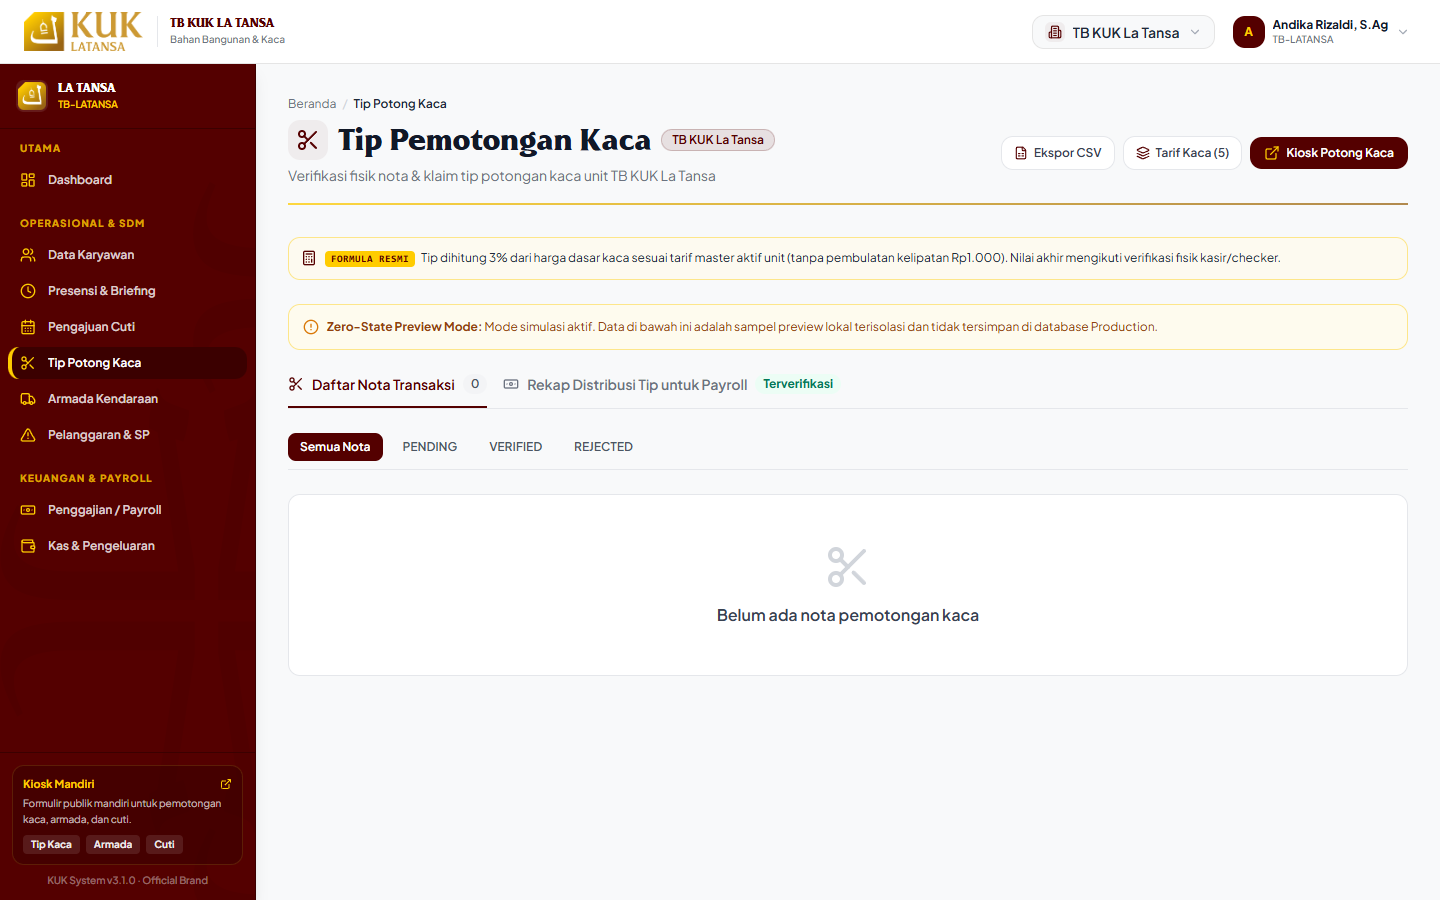 KUK
LATANSA
TB KUK LA TANSA
Bahan Bangunan & Kaca
TB KUK La Tansa
A
Andika Rizaldi, S.Ag
TB-LATANSA
LA TANSA
TB-LATANSA
UTAMA
Dashboard
OPERASIONAL & SDM
Data Karyawan
Presensi & Briefing
Pengajuan Cuti
Tip Potong Kaca
Armada Kendaraan
Pelanggaran & SP
KEUANGAN & PAYROLL
Penggajian / Payroll
Kas & Pengeluaran
Kiosk Mandiri
Formulir publik mandiri untuk pemotongan
kaca, armada, dan cuti.
Tip Kaca Armada Cuti
KUK System v3.1.0 · Official Brand
Beranda / Tip Potong Kaca
Tip Pemotongan Kaca TB KUK La Tansa
Verifikasi fisik nota & klaim tip potongan kaca unit TB KUK La Tansa
Ekspor CSV Tarif Kaca (5) Kiosk Potong Kaca
FORMULA RESMI Tip dihitung 3% dari harga dasar kaca sesuai tarif master aktif unit (tanpa pembulatan kelipatan Rp1.000). Nilai akhir mengikuti verifikasi fisik kasir/checker.
Zero-State Preview Mode: Mode simulasi aktif. Data di bawah ini adalah sampel preview lokal terisolasi dan tidak tersimpan di database Production.
Daftar Nota Transaksi 0 Rekap Distribusi Tip untuk Payroll Terverifikasi
Semua Nota PENDING VERIFIED REJECTED
Belum ada nota pemotongan kaca